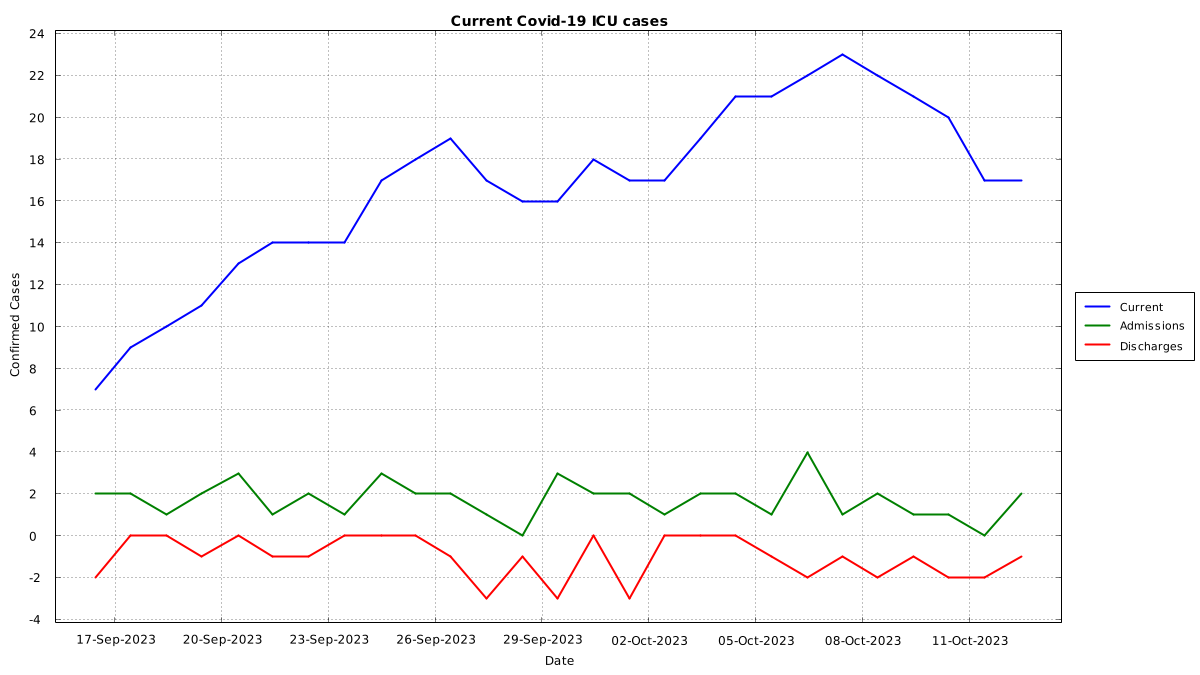 Current Covid-19 ICU cases
Confirmed Cases
24
22
20
18
16
14
12
10
8
6
4
2
0
-2
-4
17-Sep-2023 20-Sep-2023 23-Sep-2023 26-Sep-2023 29-Sep-2023 02-Oct-2023 05-Oct-2023 08-Oct-2023 11-Oct-2023
Date
Current
Admissions
Discharges